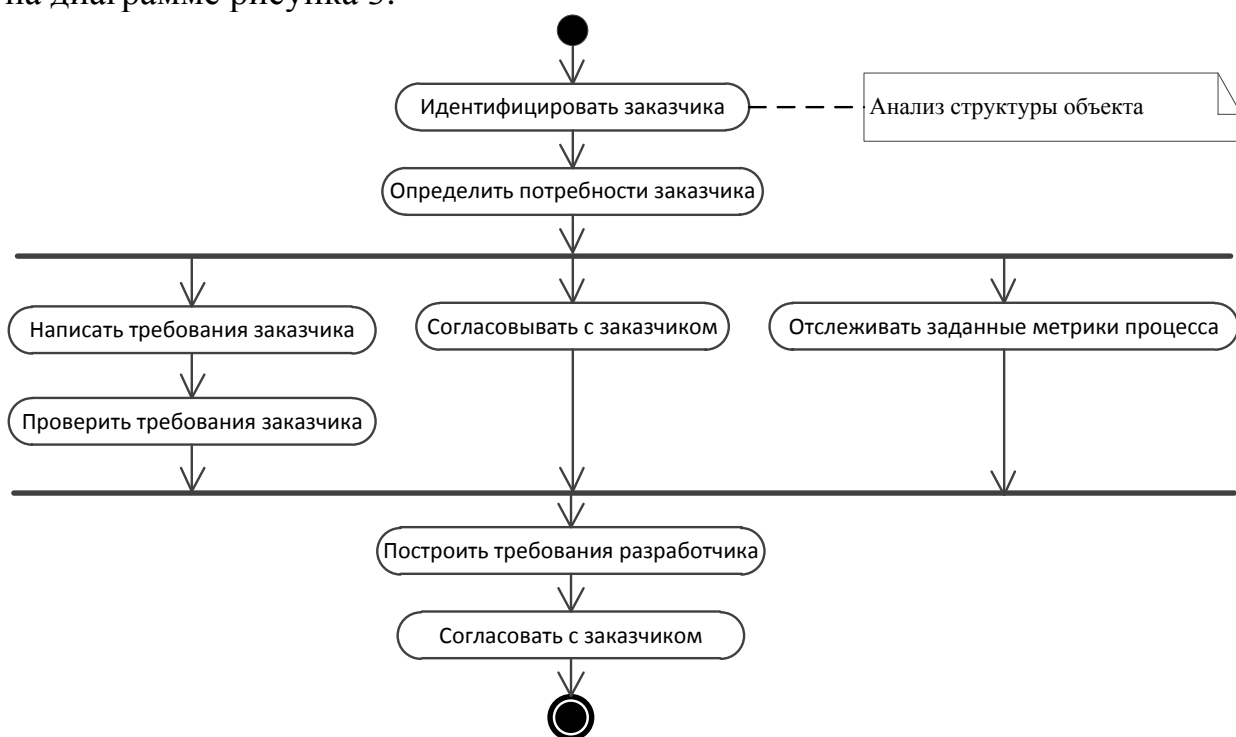 на диаграмме рисунка 3.
Идентифицировать заказчика
Анализ структуры объекта
Определить потребности заказчика
Написать требования заказчика
Согласовывать с заказчиком
Отслеживать заданные метрики процесса
Проверить требования заказчика
Построить требования разработчика
Согласовать с заказчиком